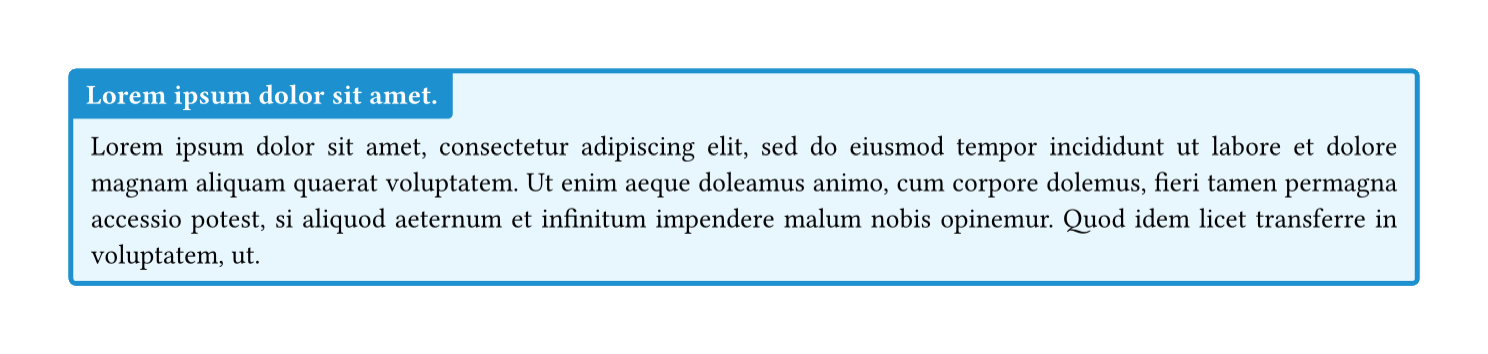 Lorem ipsum dolor sit amet.
Lorem ipsum dolor sit amet, consectetur adipiscing elit, sed do eiusmod tempor incididunt ut labore et dolore
magnam aliquam quaerat voluptatem. Ut enim aeque doleamus animo, cum corpore dolemus, fieri tamen permagna
accessio potest, si aliquod aeternum et infinitum impendere malum nobis opinemur. Quod idem licet transferre in
voluptatem, ut.